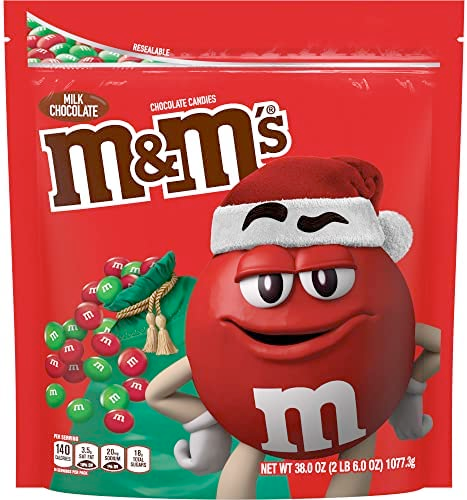 RESEALABLE
MILK
CHOCOLATE
CHOCOLATE CANDIES
m&m's®
m
PER SERVING
140
CALORIES
3.5g
SAT FAT
20mg
SODIUM
18g
TOTAL
SUGARS
NET WT 38.0 OZ (2 LB 6.0 OZ) 1077.3g